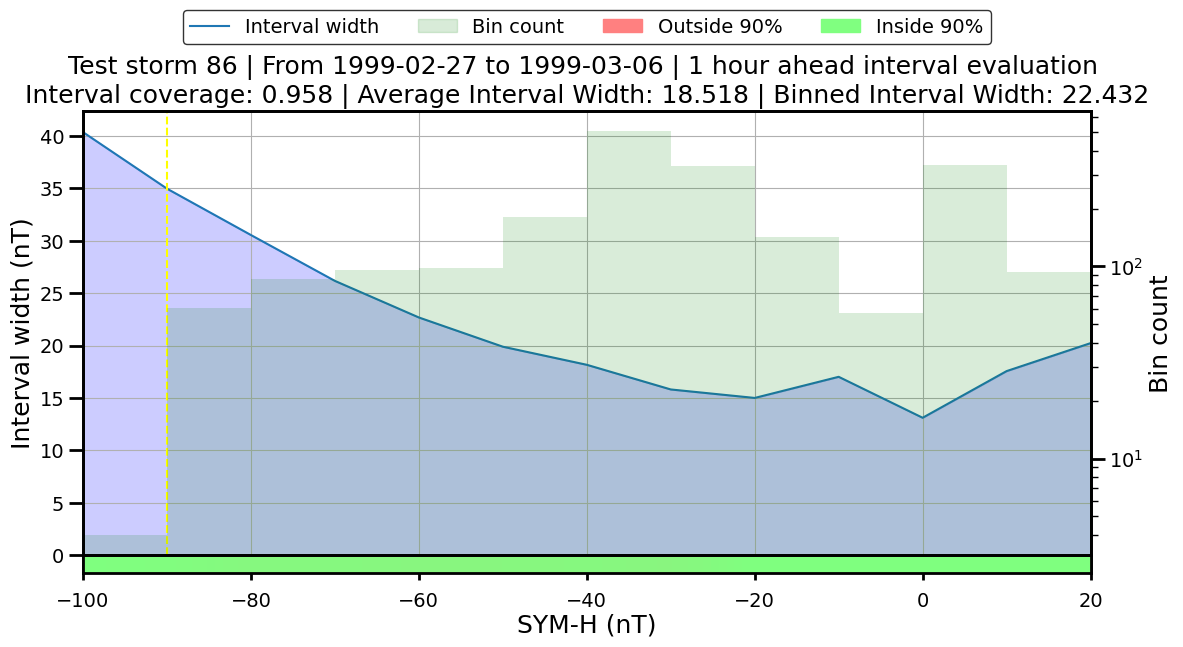 Interval width Bin count Outside 90% Inside 90%
Test storm 86 | From 1999-02-27 to 1999-03-06 | 1 hour ahead interval evaluation
Interval coverage: 0.958 | Average Interval Width: 18.518 | Binned Interval Width: 22.432
Interval width (nT)
40
35
30
25
20
15
10
5
0
10²
10¹
Bin count
−100 −80 −60 −40 −20 0 20
SYM-H (nT)